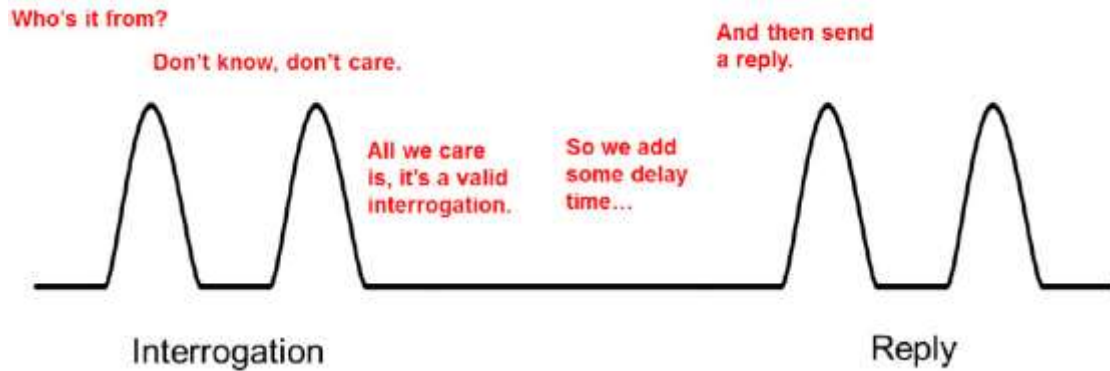 Who's it from?
Don't know, don't care.
And then send
a reply.
All we care
is, it's a valid
interrogation.
So we add
some delay
time…
Interrogation
Reply